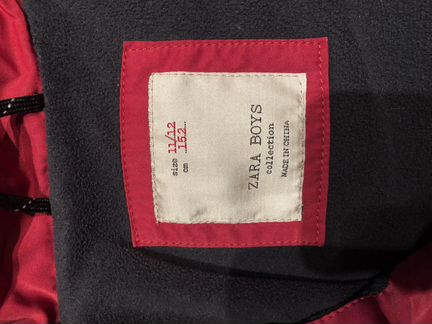 size 11/12
cm 152...
ZARA BOYS
collection
MADE IN CHINA